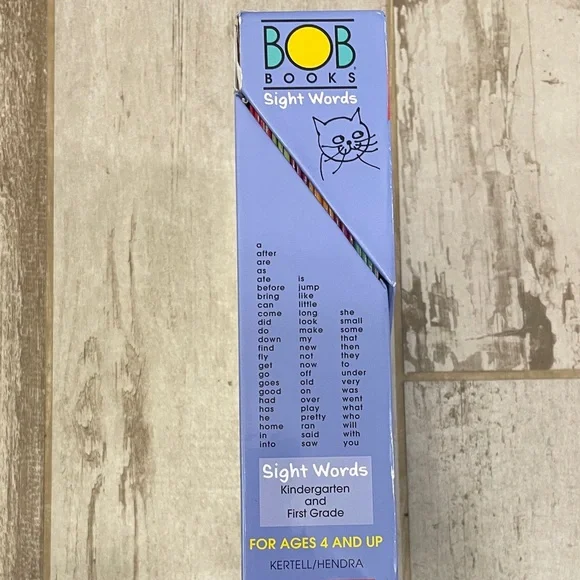 BOB
BOOKS
Sight Words
a
after
are
as
ate
before
bring
can
come
did
do
down
find
fly
get
go
goes
good
had
has
he
home
in
into
is
jump
like
little
long
look
make
my
new
not
now
off
old
on
over
play
pretty
ran
said
saw
she
small
some
that
then
they
to
under
very
was
went
what
who
will
with
you
Sight Words
Kindergarten
and
First Grade
FOR AGES 4 AND UP
KERTELL/HENDRA